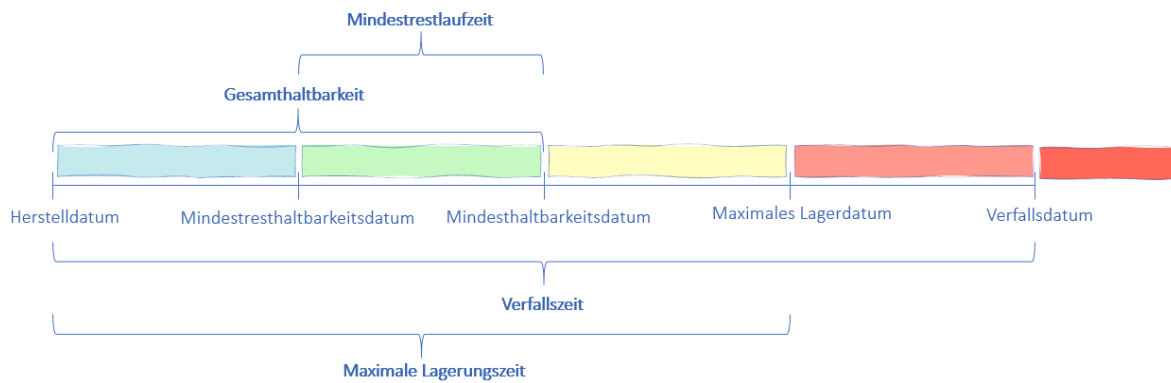 Mindestrestlaufzeit
Gesamthaltbarkeit
Herstelldatum
Mindestresthaltbarkeitsdatum
Mindesthaltbarkeitsdatum
Maximales Lagerdatum
Verfallsdatum
Verfallszeit
Maximale Lagerungszeit